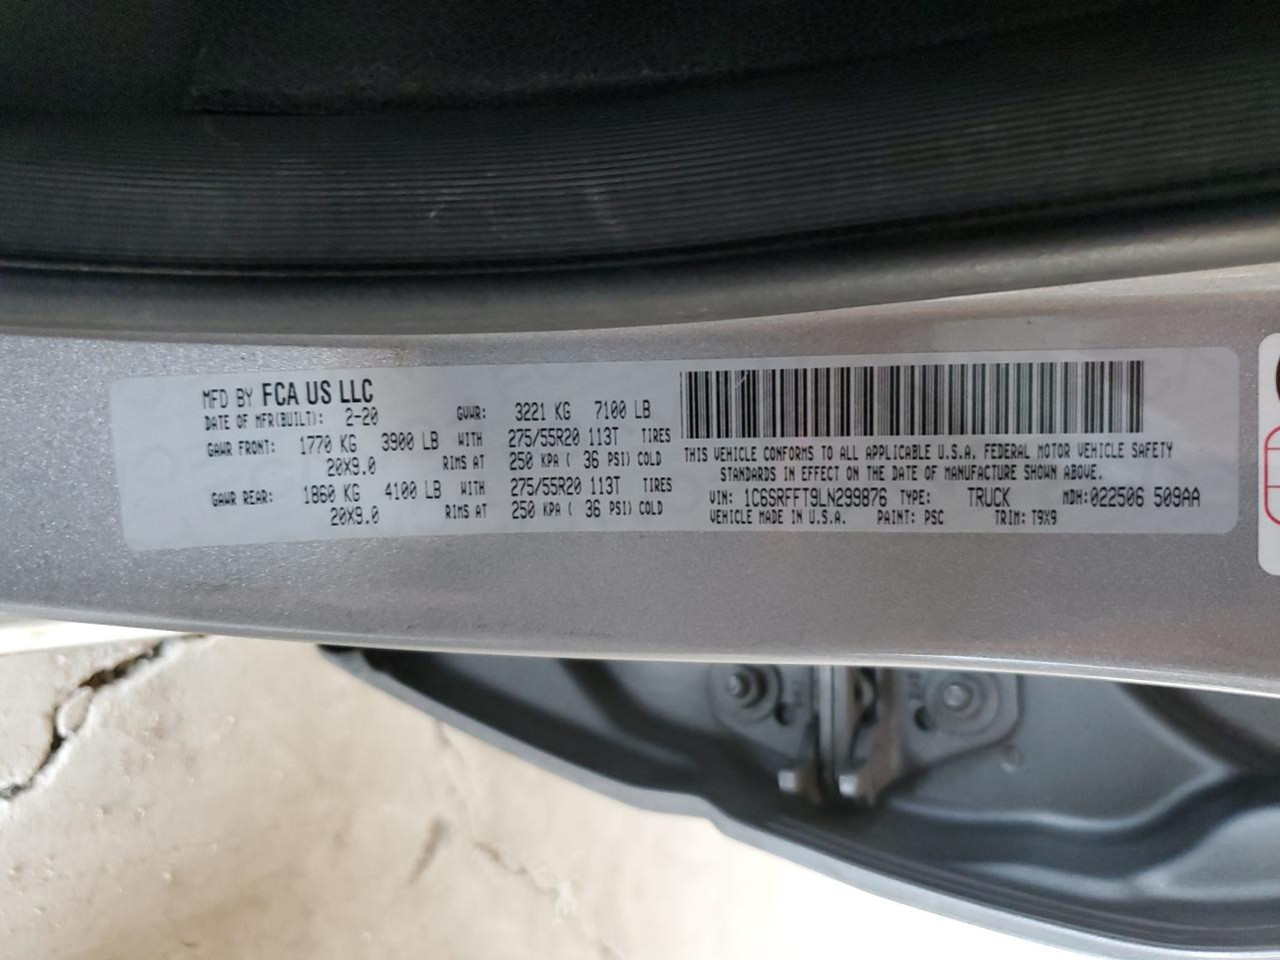 MFD BY FCA US LLC
DATE OF MFR(BUILT): 2-20 GVWR: 3221 KG 7100 LB
GAWR FRONT: 1770 KG 3900 LB WITH 275/55R20 113T TIRES
20X9.0 RIMS AT 250 KPA ( 36 PSI) COLD
GAWR REAR: 1860 KG 4100 LB WITH 275/55R20 113T TIRES
20X9.0 RIMS AT 250 KPA ( 36 PSI) COLD
THIS VEHICLE CONFORMS TO ALL APPLICABLE U.S.A. FEDERAL MOTOR VEHICLE SAFETY
STANDARDS IN EFFECT ON THE DATE OF MANUFACTURE SHOWN ABOVE.
VIN: 1C6SRFFT9LN299876 TYPE: TRUCK MDH:022506 509AA
VEHICLE MADE IN U.S.A. PAINT: PSC TRIM: T9X9